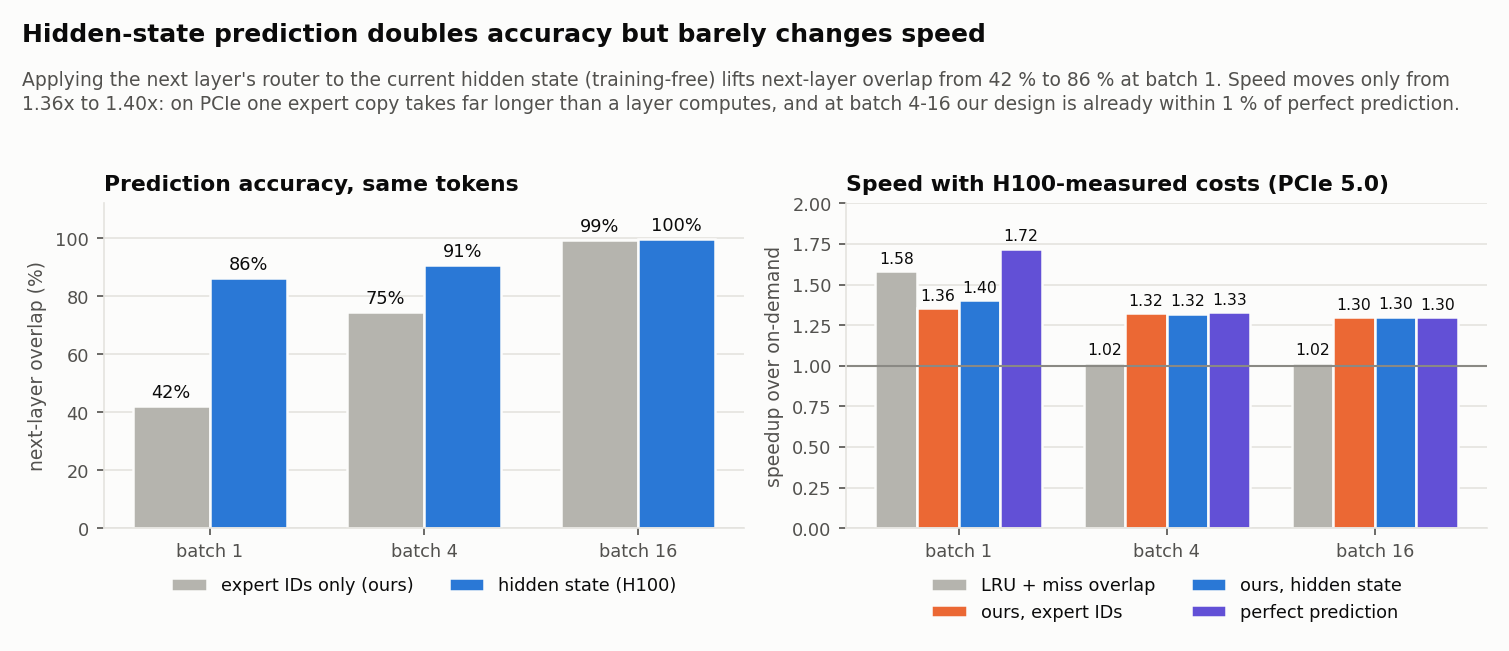 Hidden-state prediction doubles accuracy but barely changes speed
Applying the next layer's router to the current hidden state (training-free) lifts next-layer overlap from 42 % to 86 % at batch 1. Speed moves only from
1.36x to 1.40x: on PCIe one expert copy takes far longer than a layer computes, and at batch 4-16 our design is already within 1 % of perfect prediction.
Prediction accuracy, same tokens
next-layer overlap (%)
100
80
60
40
20
0
42%
86%
75%
91%
99%
100%
batch 1
batch 4
batch 16
expert IDs only (ours)
hidden state (H100)
Speed with H100-measured costs (PCIe 5.0)
speedup over on-demand
2.00
1.75
1.50
1.25
1.00
0.75
0.50
0.25
0.00
1.58
1.36
1.40
1.72
1.02
1.32
1.32
1.33
1.02
1.30
1.30
1.30
batch 1
batch 4
batch 16
LRU + miss overlap
ours, expert IDs
ours, hidden state
perfect prediction